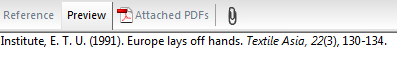 Reference Preview Attached PDFs
Institute, E. T. U. (1991). Europe lays off hands. Textile Asia, 22(3), 130-134.